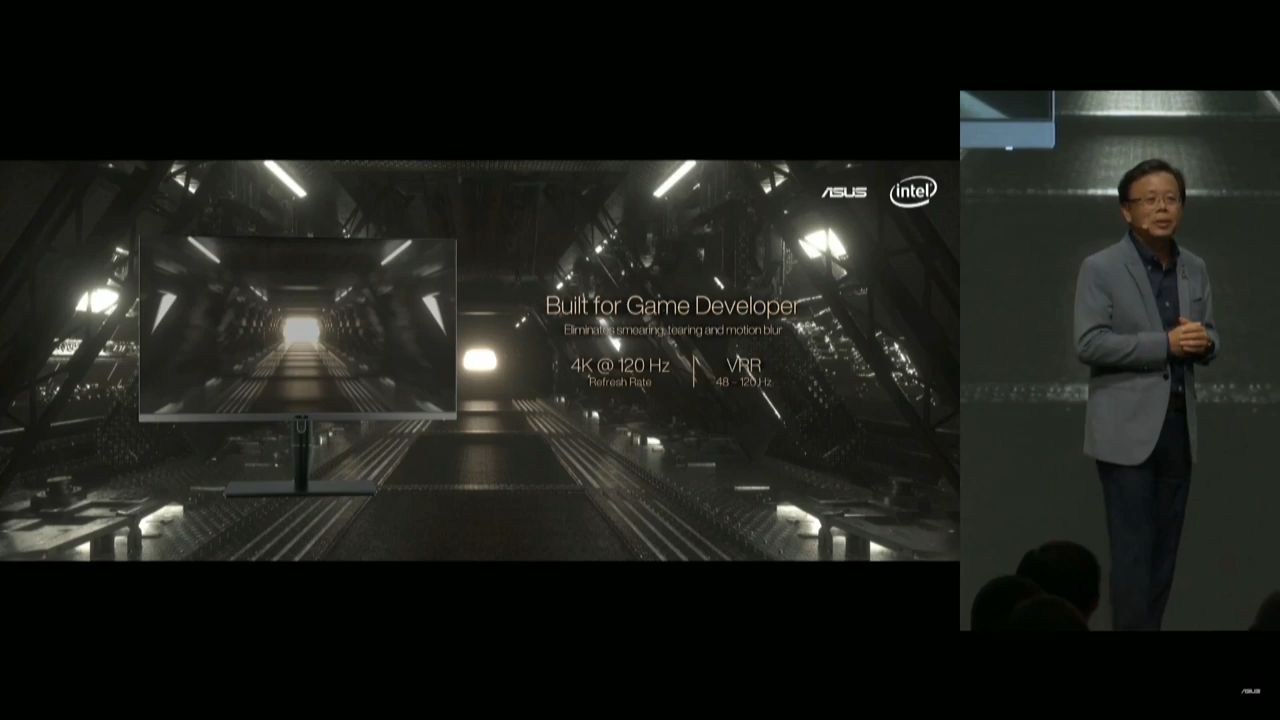 ASUS
intel
Built for Game Developer
Eliminates smearing, tearing and motion blur
4K @ 120 Hz
Refresh Rate
VRR
48 - 120 Hz
ASUS